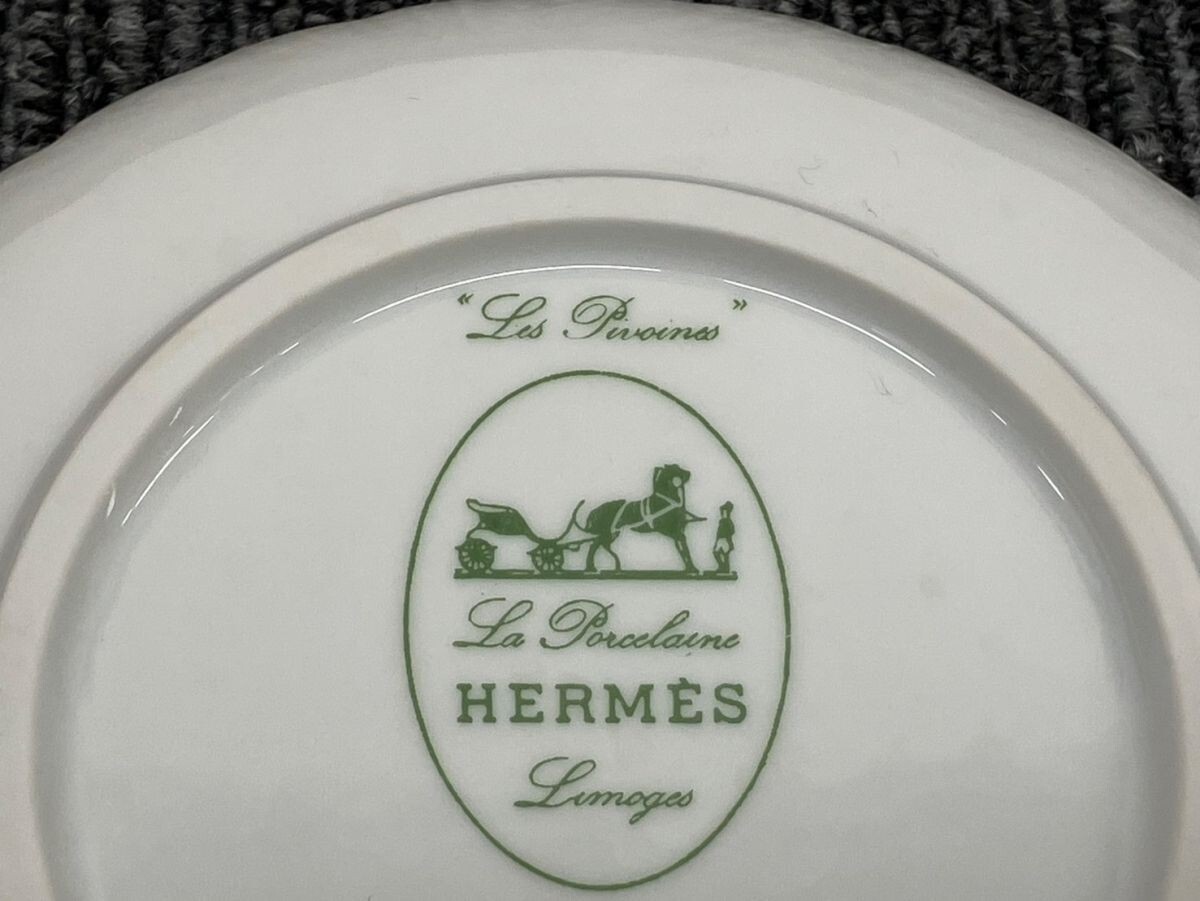 “Les Pivoines”
La Porcelaine
HERMÈS
Limoges